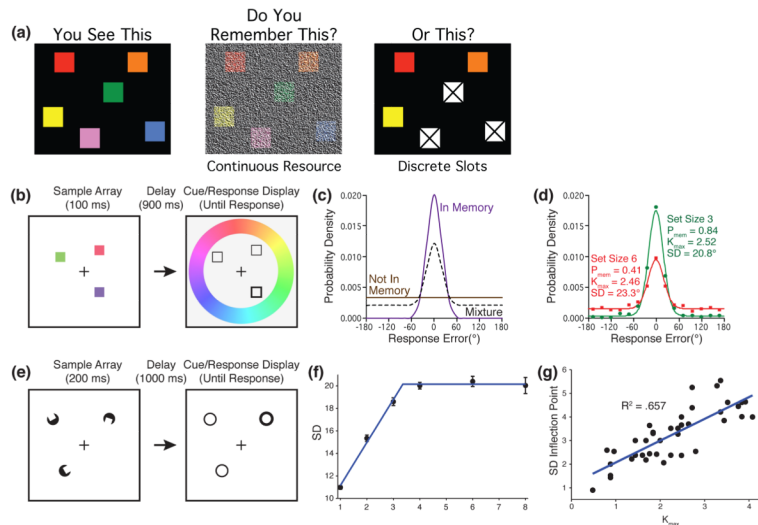 (a)
You See This
Do You
Remember This?
Or This?
Continuous Resource
Discrete Slots
(b)
Sample Array
(100 ms)
Delay
(900 ms)
Cue/Response Display
(Until Response)
(c)
0.020
0.015
0.010
0.005
0.000
Probability Density
In Memory
Not In
Memory
Mixture
-180 -120 -60 0 60 120 180
Response Error(°)
(d)
0.020
0.015
0.010
0.005
0.000
Probability Density
Set Size 3
Pmem = 0.84
Kmax = 2.52
SD = 20.8°
Set Size 6
Pmem = 0.41
Kmax = 2.46
SD = 23.3°
-180 -120 -60 0 60 120 180
Response Error(°)
(e)
Sample Array
(200 ms)
Delay
(1000 ms)
Cue/Response Display
(Until Response)
(f)
22
20
18
16
14
12
10
SD
1 2 3 4 5 6 7 8
(g)
6
5
4
3
2
1
SD Inflection Point
R² = .657
0 1 2 3 4
Kmax